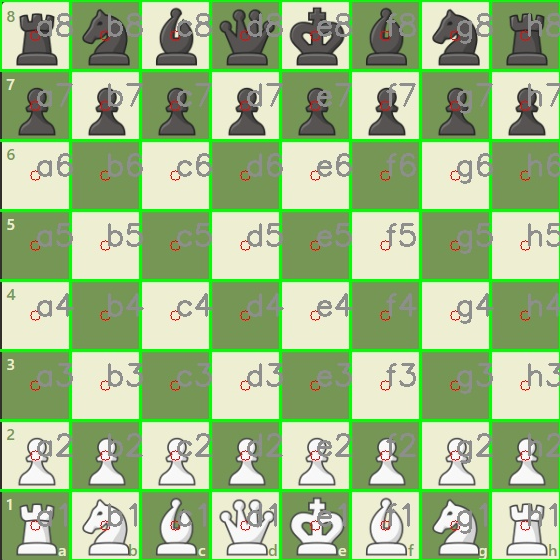 8 a8 b8 c8 d8 e8 f8 g8 h8
7 a7 b7 c7 d7 e7 f7 g7 h7
6 a6 b6 c6 d6 e6 f6 g6 h6
5 a5 b5 c5 d5 e5 f5 g5 h5
4 a4 b4 c4 d4 e4 f4 g4 h4
3 a3 b3 c3 d3 e3 f3 g3 h3
2 a2 b2 c2 d2 e2 f2 g2 h2
1 a1 b1 c1 d1 e1 f1 g1 h1
a b c d e f g h